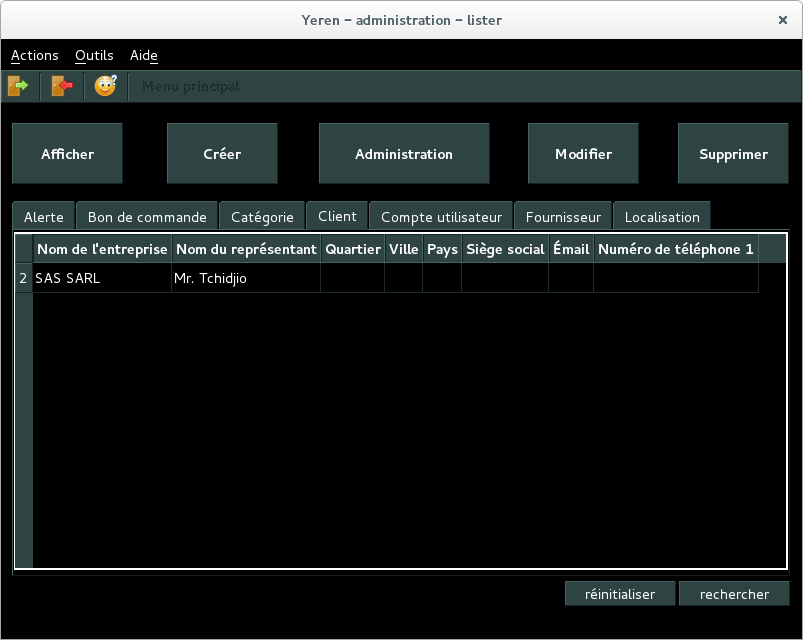 Yeren – administration – lister
Actions Outils Aide
Menu principal
Afficher Créer Administration Modifier Supprimer
Alerte Bon de commande Catégorie Client Compte utilisateur Fournisseur Localisation
Nom de l'entreprise Nom du représentant Quartier Ville Pays Siège social Émail Numéro de téléphone 1
2 SAS SARL Mr. Tchidjio
réinitialiser rechercher